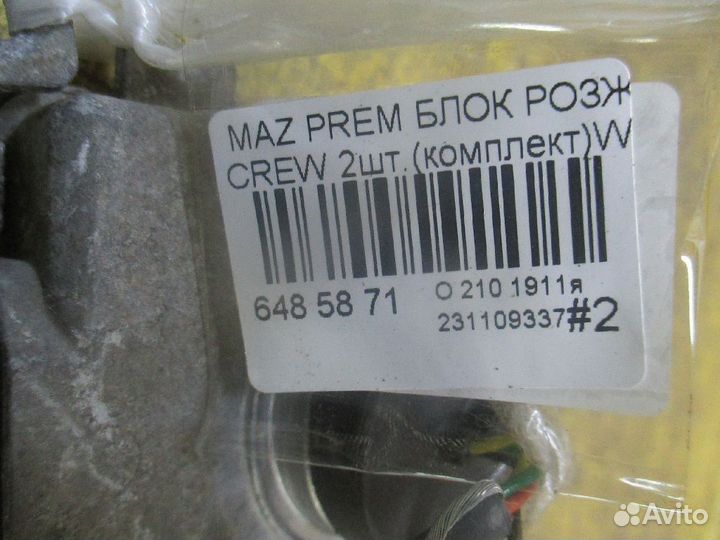 MAZ PREM БЛОК РОЗЖ
CREW 2шт.(комплект)W
648 58 71
O 210 1911я
231109337#2
Avito